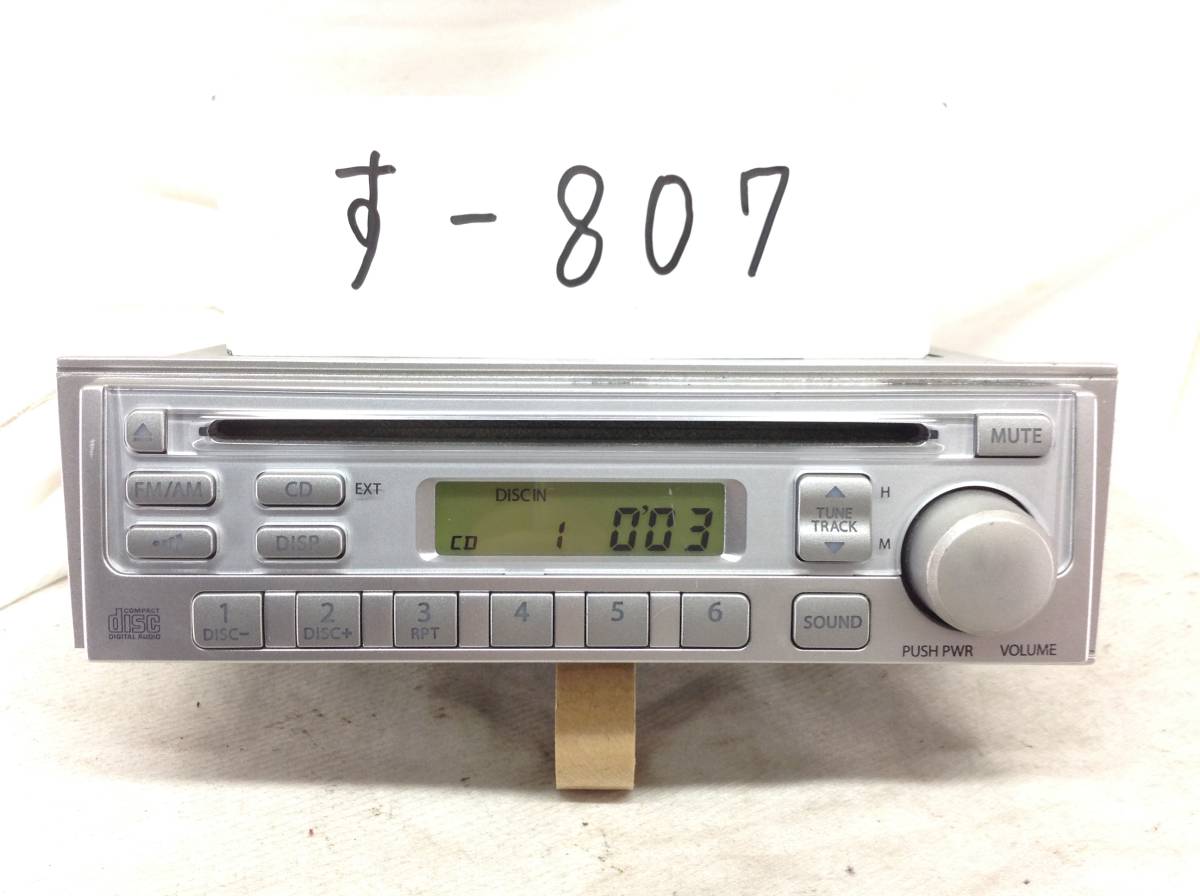 す-807
MUTE
FM/AM
CD EXT
DISC IN
CD 1 0'03
TUNE
TRACK
H
M
DISP
COMPACT
disc
DIGITAL AUDIO
1
DISC-
2
DISC+
3
RPT
4
5
6
SOUND
PUSH PWR VOLUME